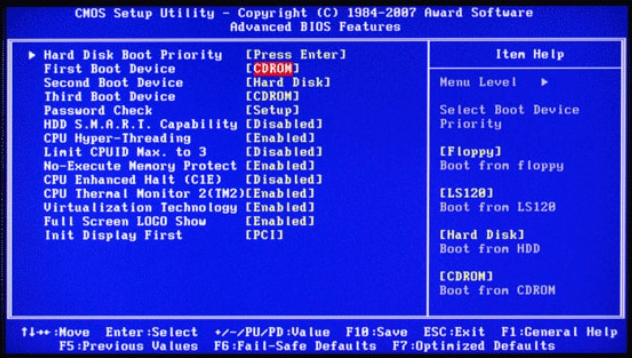 CMOS Setup Utility - Copyright (C) 1984-2007 Award Software
Advanced BIOS Features
▶ Hard Disk Boot Priority [Press Enter]
First Boot Device [CDROM]
Second Boot Device [Hard Disk]
Third Boot Device [CDROM]
Password Check [Setup]
HDD S.M.A.R.T. Capability [Disabled]
CPU Hyper-Threading [Enabled]
Limit CPUID Max. to 3 [Disabled]
No-Execute Memory Protect [Enabled]
CPU Enhanced Halt (C1E) [Disabled]
CPU Thermal Monitor 2(TM2) [Enabled]
Virtualization Technology [Enabled]
Full Screen LOGO Show [Enabled]
Init Display First [PCI]
Item Help
Menu Level ▶
Select Boot Device
Priority
[Floppy]
Boot from floppy
[LS120]
Boot from LS120
[Hard Disk]
Boot from HDD
[CDROM]
Boot from CDROM
↑↓→←:Move Enter:Select +/-/PU/PD:Value F10:Save ESC:Exit F1:General Help
F5:Previous Values F6:Fail-Safe Defaults F7:Optimized Defaults